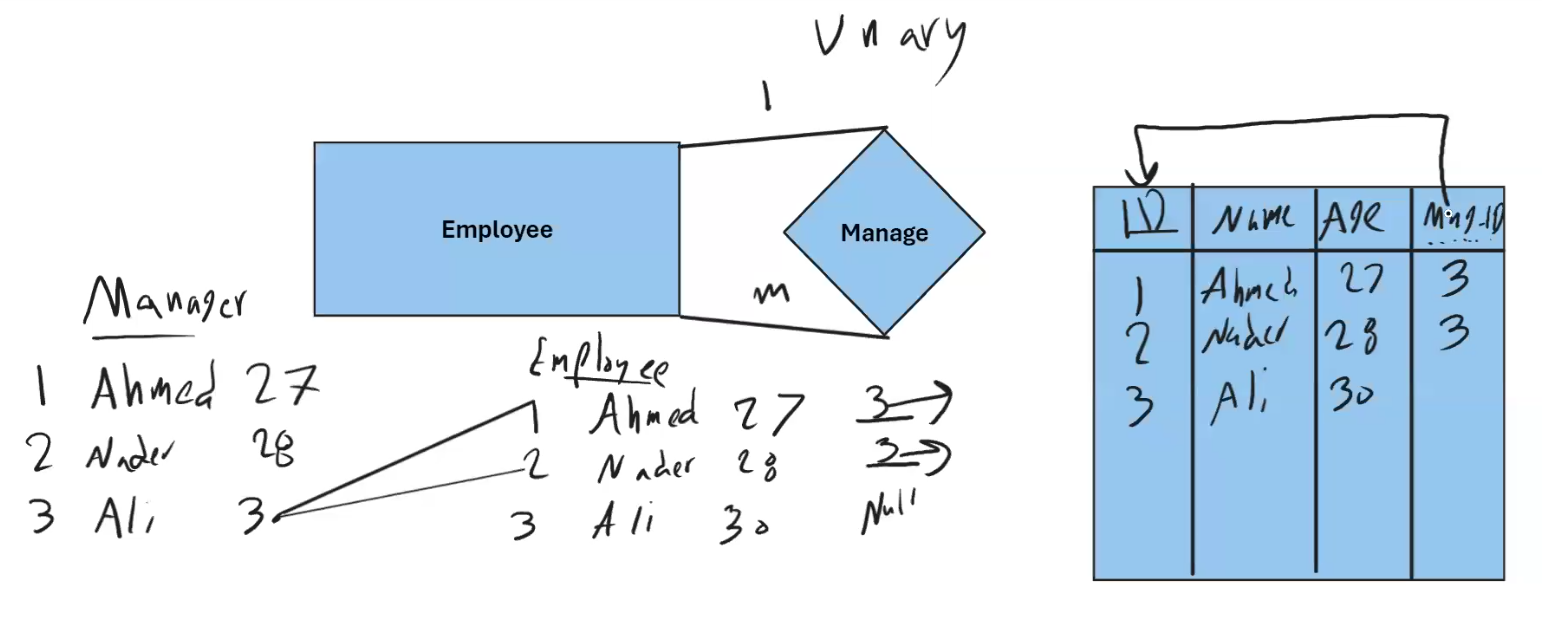 Unary
1
Employee
Manage
m
Manager
1 Ahmed 27
2 Nader 28
3 Ali 3
Employee
1 Ahmed 27 3
2 Nader 28 3
3 Ali 30 Null
ID Name Age Mng_ID
1 Ahmed 27 3
2 Nader 28 3
3 Ali 30